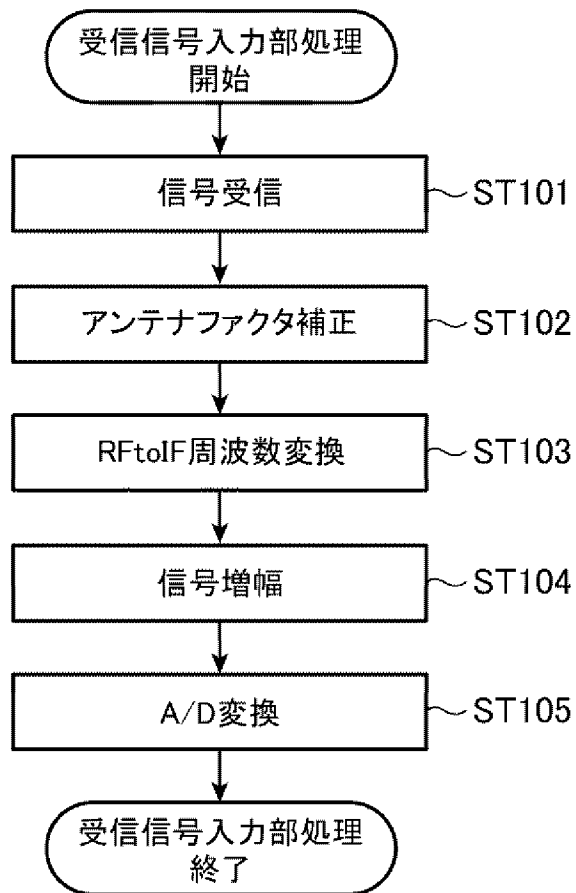 受信信号入力部処理
開始
信号受信
ST101
アンテナファクタ補正
ST102
RFtoIF周波数変換
ST103
信号増幅
ST104
A/D変換
ST105
受信信号入力部処理
終了